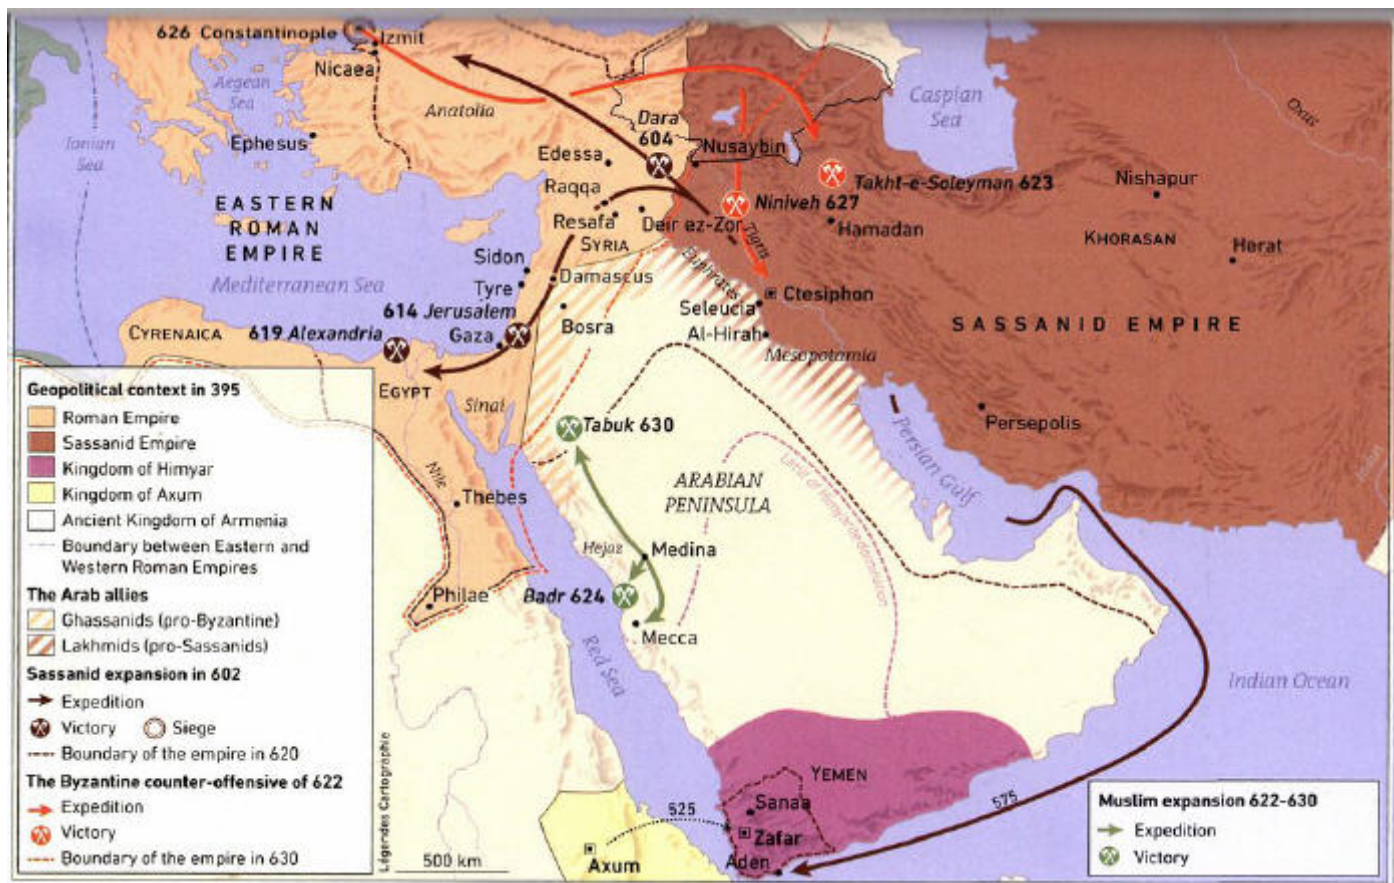 626 Constantinople
Izmit
Nicaea
Aegean
Sea
Anatolia
Ionian
Sea
Ephesus
Caspian
Sea
Oxus
Dara
604
Nusaybin
Edessa
Raqqa
Resafa
Deir ez-Zor
SYRIA
Takht-e-Soleyman 623
Niniveh 627
Hamadan
Tigris
Euphrates
Nishapur
KHORASAN
Herat
EASTERN
ROMAN
EMPIRE
Mediterranean Sea
Sidon
Tyre
Damascus
614 Jerusalem
Gaza
Bosra
Ctesiphon
Seleucia
Al-Hirah
Mesopotamia
SASSANID EMPIRE
CYRENAICA
619 Alexandria
EGYPT
Sinai
Persepolis
Persian Gulf
Tabuk 630
ARABIAN
PENINSULA
Land of Himyarite domination
Nile
Thebes
Hejaz
Medina
Badr 624
Mecca
Philae
Red Sea
Indian Ocean
YEMEN
Sanaa
Zafar
Aden
575
525
Axum
500 km
Légendes Cartographie
Geopolitical context in 395
Roman Empire
Sassanid Empire
Kingdom of Himyar
Kingdom of Axum
Ancient Kingdom of Armenia
Boundary between Eastern and
Western Roman Empires
The Arab allies
Ghassanids (pro-Byzantine)
Lakhmids (pro-Sassanids)
Sassanid expansion in 602
Expedition
Victory
Siege
Boundary of the empire in 620
The Byzantine counter-offensive of 622
Expedition
Victory
Boundary of the empire in 630
Muslim expansion 622-630
Expedition
Victory